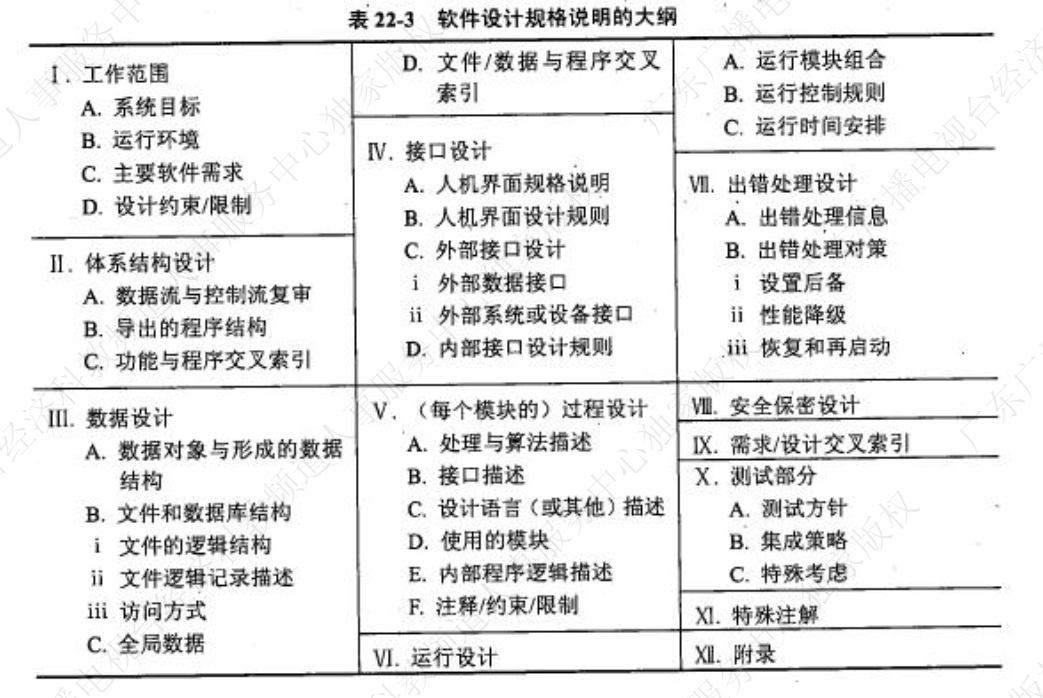 表 22-3 软件设计规格说明的大纲
Ⅰ. 工作范围
A. 系统目标
B. 运行环境
C. 主要软件需求
D. 设计约束/限制
Ⅱ. 体系结构设计
A. 数据流与控制流复审
B. 导出的程序结构
C. 功能与程序交叉索引
Ⅲ. 数据设计
A. 数据对象与形成的数据
结构
B. 文件和数据库结构
ⅰ 文件的逻辑结构
ⅱ 文件逻辑记录描述
ⅲ 访问方式
C. 全局数据
D. 文件/数据与程序交叉
索引
Ⅳ. 接口设计
A. 人机界面规格说明
B. 人机界面设计规则
C. 外部接口设计
ⅰ 外部数据接口
ⅱ 外部系统或设备接口
D. 内部接口设计规则
Ⅴ. （每个模块的）过程设计
A. 处理与算法描述
B. 接口描述
C. 设计语言（或其他）描述
D. 使用的模块
E. 内部程序逻辑描述
F. 注释/约束/限制
Ⅵ. 运行设计
A. 运行模块组合
B. 运行控制规则
C. 运行时间安排
Ⅶ. 出错处理设计
A. 出错处理信息
B. 出错处理对策
ⅰ 设置后备
ⅱ 性能降级
ⅲ 恢复和再启动
Ⅷ. 安全保密设计
Ⅸ. 需求/设计交叉索引
Ⅹ. 测试部分
A. 测试方针
B. 集成策略
C. 特殊考虑
Ⅺ. 特殊注解
Ⅻ. 附录